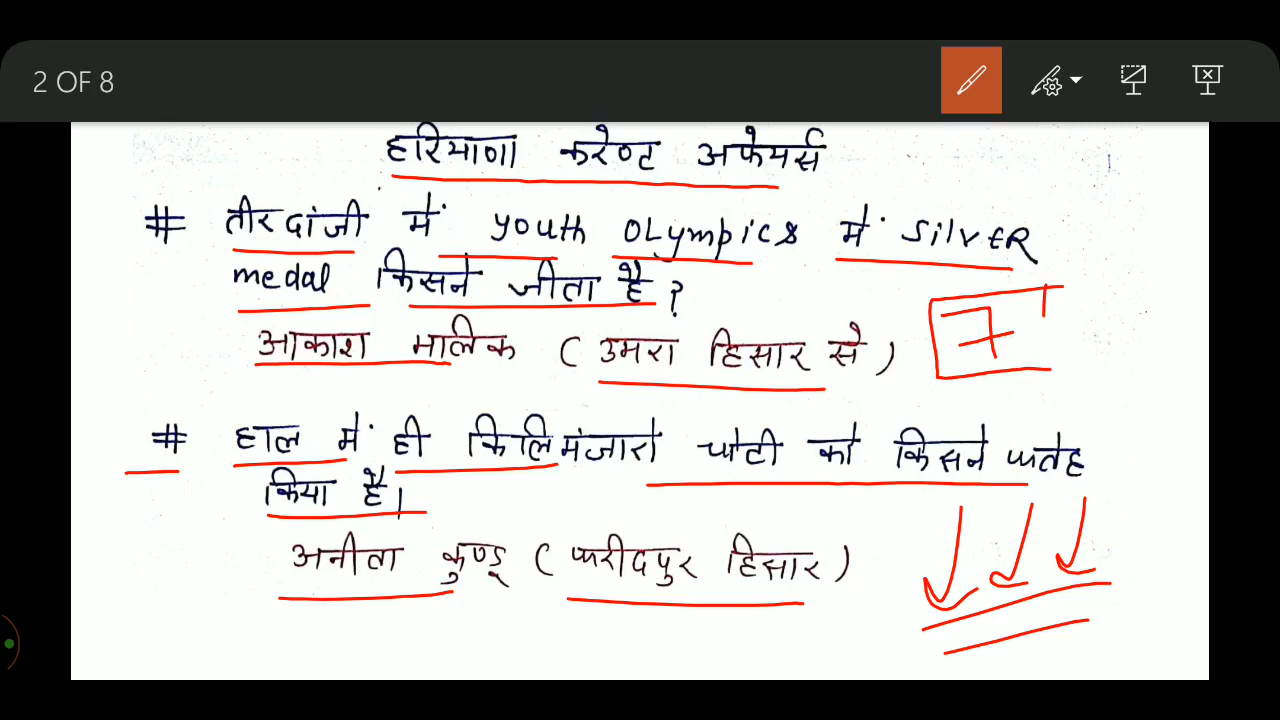 2 OF 8
हरियाणा करेण्ट अफेयर्स
# तीरदांजी में youth OLympics में SilvER
medal किसने जीता है ?
आकाश मालिक ( उमरा हिसार से )
7
# हाल में ही किलिमंजारो चोटी को किसने फतेह
किया है।
अनीता कुण्डू ( फरीदपुर हिसार )